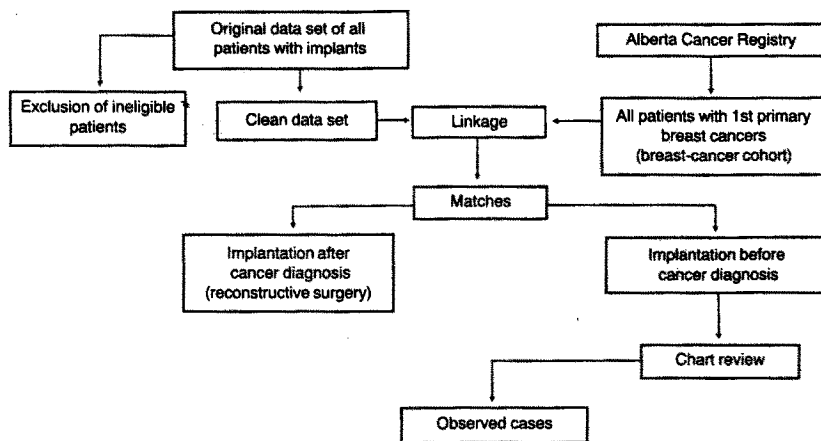 Original data set of all
patients with implants
Alberta Cancer Registry
Exclusion of ineligible
patients
Clean data set
Linkage
All patients with 1st primary
breast cancers
(breast-cancer cohort)
Matches
Implantation after
cancer diagnosis
(reconstructive surgery)
Implantation before
cancer diagnosis
Chart review
Observed cases